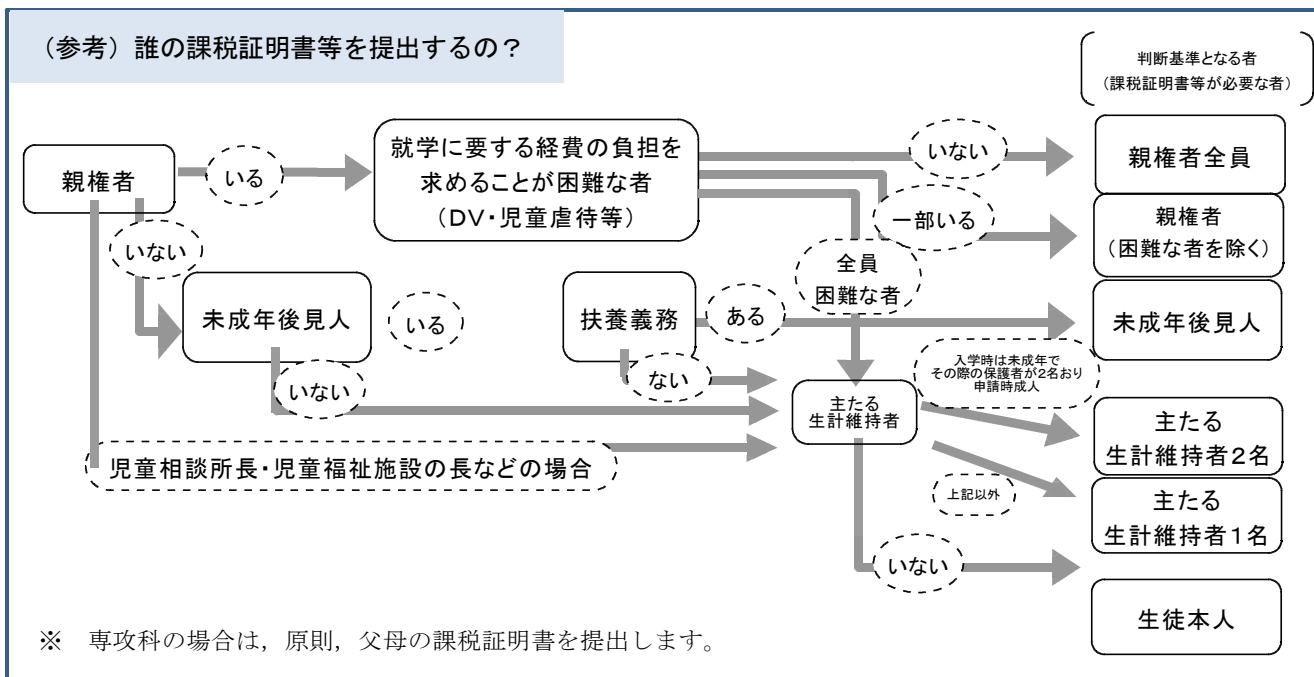 （参考）誰の課税証明書等を提出するの？
判断基準となる者
（課税証明書等が必要な者）
親権者
いる
就学に要する経費の負担を
求めることが困難な者
（DV・児童虐待等）
いない
親権者全員
一部いる
親権者
（困難な者を除く）
全員
困難な者
いない
未成年後見人
いる
扶養義務
ある
未成年後見人
いない
ない
入学時は未成年で
その際の保護者が2名おり
申請時成人
主たる
生計維持者
主たる
生計維持者２名
児童相談所長・児童福祉施設の長などの場合
上記以外
主たる
生計維持者１名
いない
生徒本人
※　専攻科の場合は，原則，父母の課税証明書を提出します。